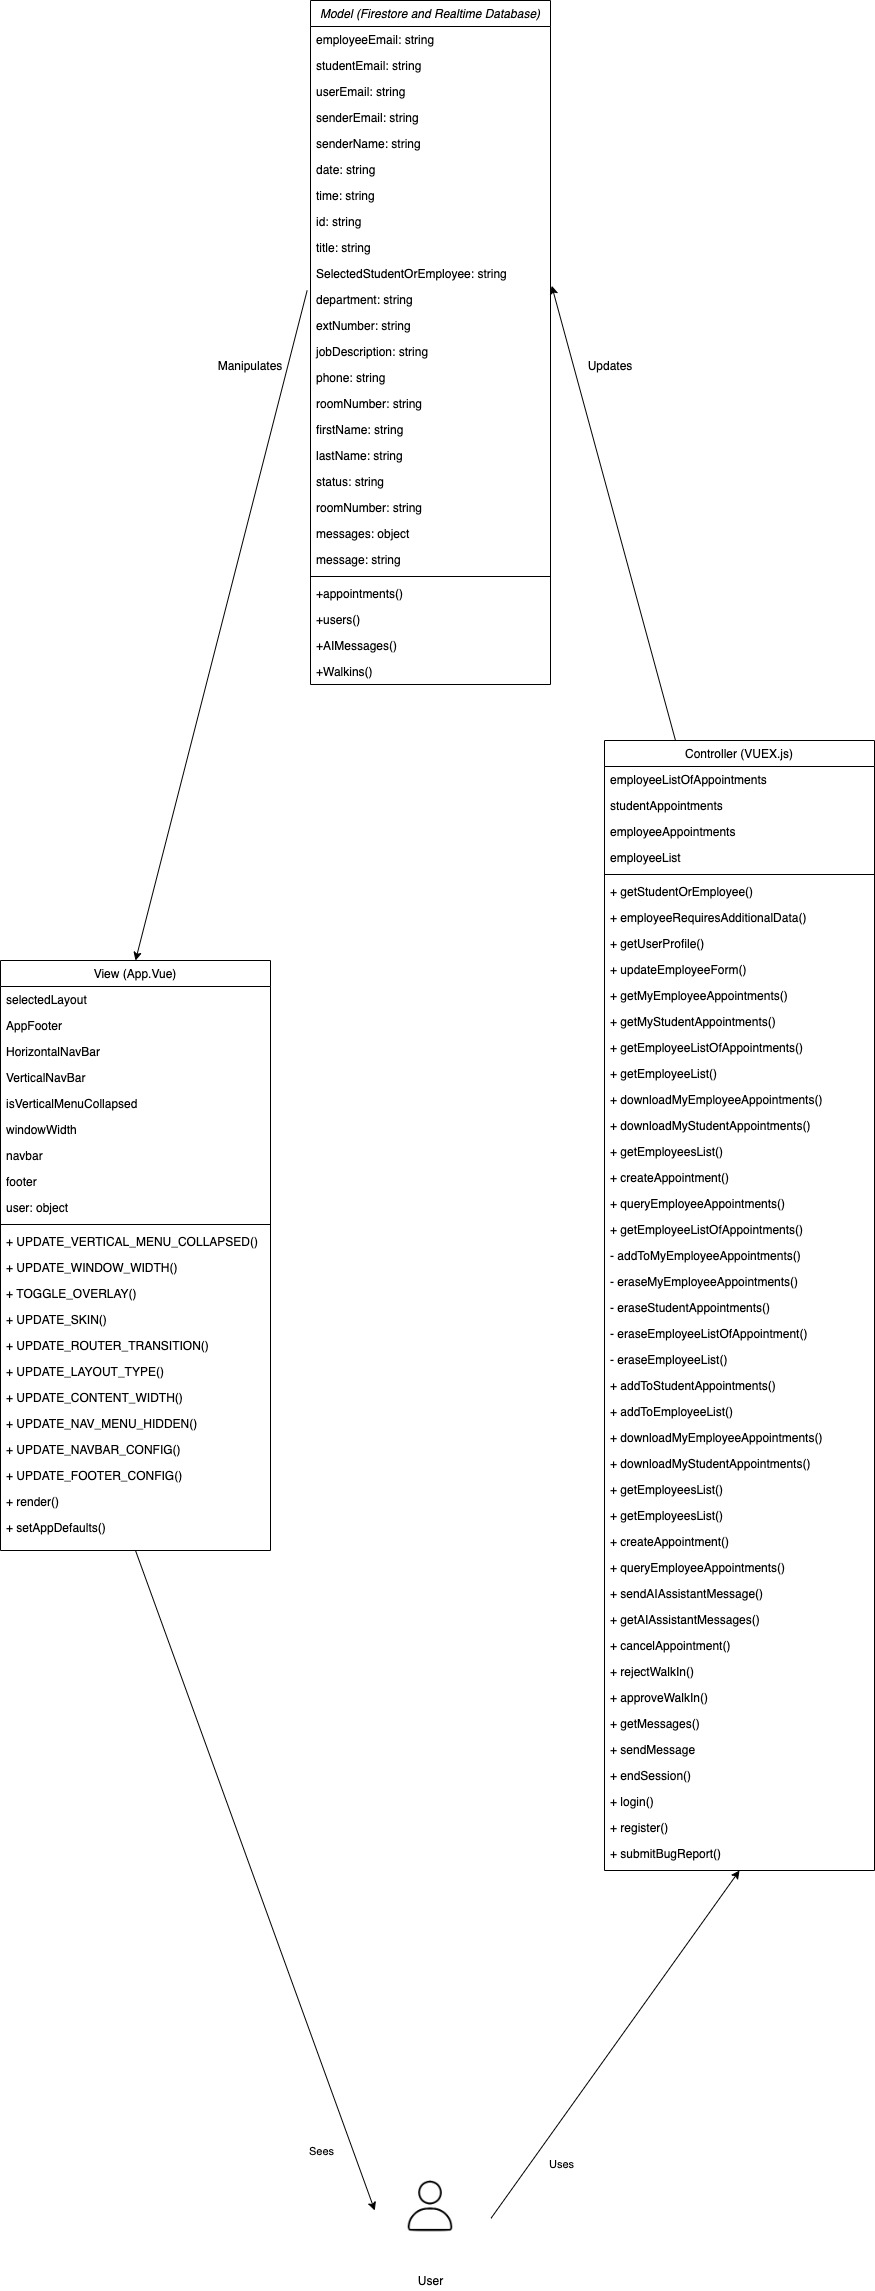 Model (Firestore and Realtime Database)
employeeEmail: string
studentEmail: string
userEmail: string
senderEmail: string
senderName: string
date: string
time: string
id: string
title: string
SelectedStudentOrEmployee: string
department: string
extNumber: string
jobDescription: string
phone: string
roomNumber: string
firstName: string
lastName: string
status: string
roomNumber: string
messages: object
message: string
+appointments()
+users()
+AIMessages()
+Walkins()
Manipulates
Updates
Controller (VUEX.js)
employeeListOfAppointments
studentAppointments
employeeAppointments
employeeList
+ getStudentOrEmployee()
+ employeeRequiresAdditionalData()
+ getUserProfile()
+ updateEmployeeForm()
+ getMyEmployeeAppointments()
+ getMyStudentAppointments()
+ getEmployeeListOfAppointments()
+ getEmployeeList()
+ downloadMyEmployeeAppointments()
+ downloadMyStudentAppointments()
+ getEmployeesList()
+ createAppointment()
+ queryEmployeeAppointments()
+ getEmployeeListOfAppointments()
- addToMyEmployeeAppointments()
- eraseMyEmployeeAppointments()
- eraseStudentAppointments()
- eraseEmployeeListOfAppointment()
- eraseEmployeeList()
+ addToStudentAppointments()
+ addToEmployeeList()
+ downloadMyEmployeeAppointments()
+ downloadMyStudentAppointments()
+ getEmployeesList()
+ getEmployeesList()
+ createAppointment()
+ queryEmployeeAppointments()
+ sendAIAssistantMessage()
+ getAIAssistantMessages()
+ cancelAppointment()
+ rejectWalkIn()
+ approveWalkIn()
+ getMessages()
+ sendMessage
+ endSession()
+ login()
+ register()
+ submitBugReport()
View (App.Vue)
selectedLayout
AppFooter
HorizontalNavBar
VerticalNavBar
isVerticalMenuCollapsed
windowWidth
navbar
footer
user: object
+ UPDATE_VERTICAL_MENU_COLLAPSED()
+ UPDATE_WINDOW_WIDTH()
+ TOGGLE_OVERLAY()
+ UPDATE_SKIN()
+ UPDATE_ROUTER_TRANSITION()
+ UPDATE_LAYOUT_TYPE()
+ UPDATE_CONTENT_WIDTH()
+ UPDATE_NAV_MENU_HIDDEN()
+ UPDATE_NAVBAR_CONFIG()
+ UPDATE_FOOTER_CONFIG()
+ render()
+ setAppDefaults()
Sees
Uses
User